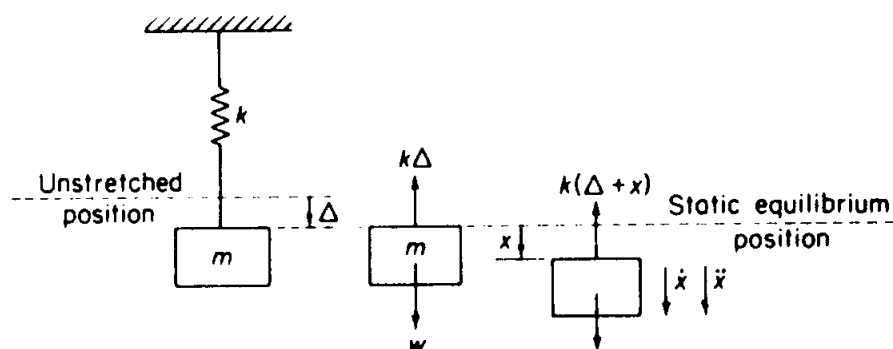 k
Unstretched
position
Δ
m
kΔ
m
w
k(Δ + x)
x
Static equilibrium
position
ẋ ẍ